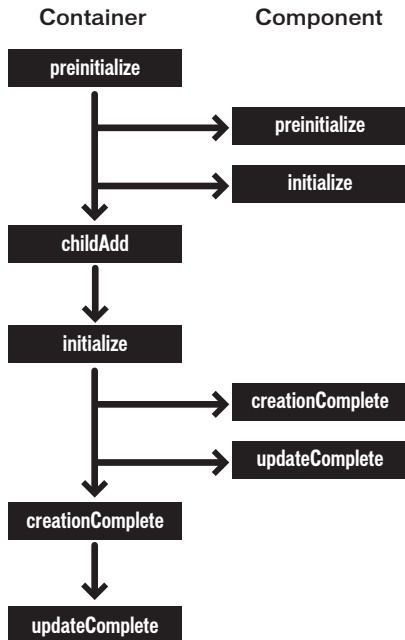 Container Component
preinitialize
preinitialize
initialize
childAdd
initialize
creationComplete
updateComplete
creationComplete
updateComplete